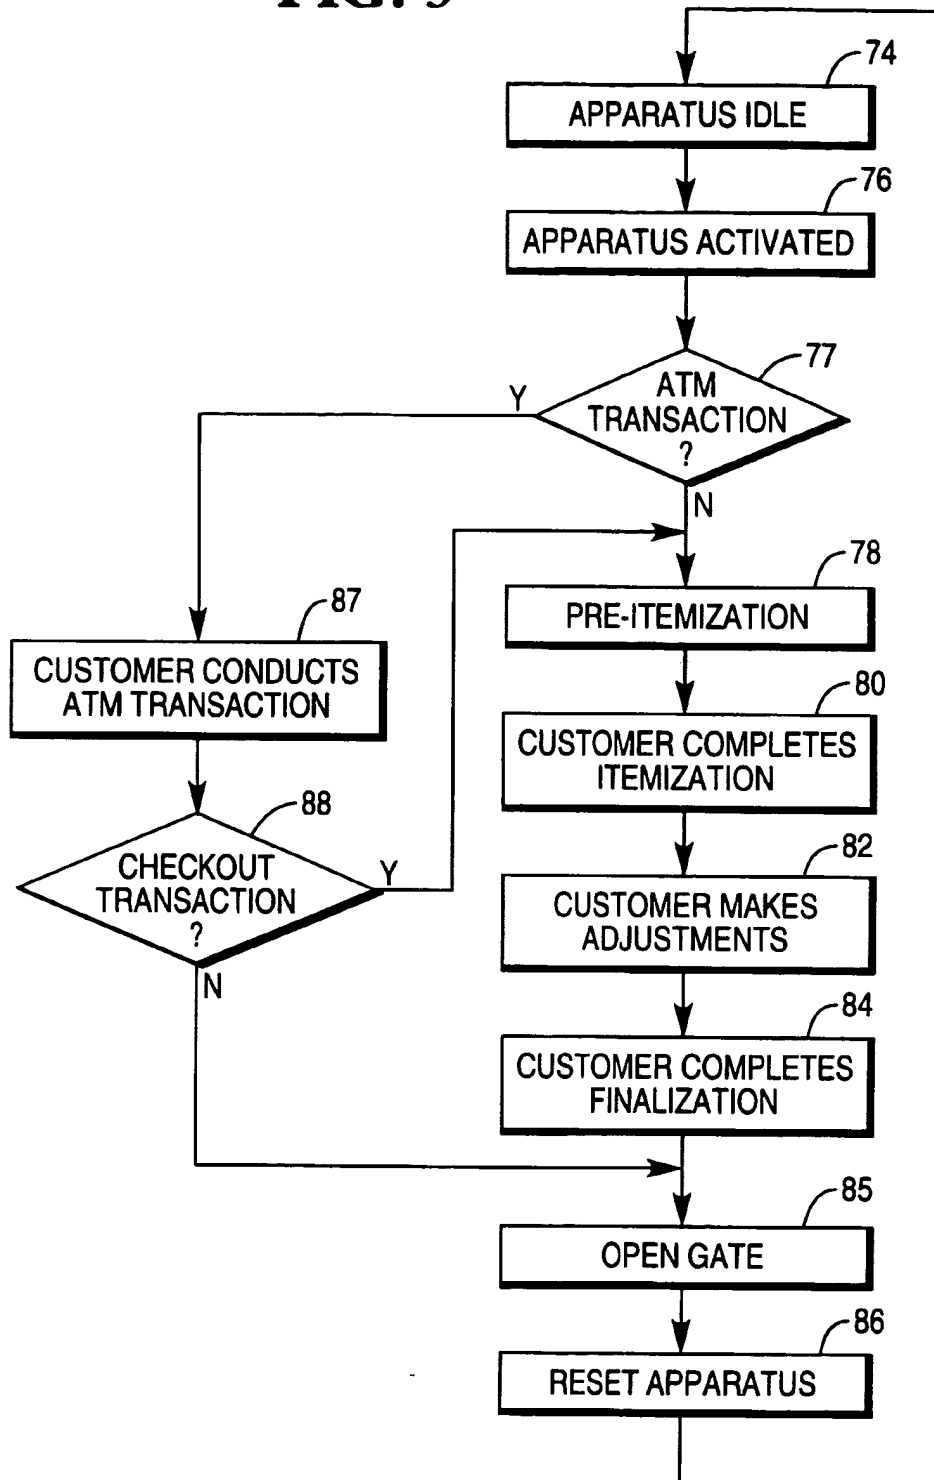 74
APPARATUS IDLE
76
APPARATUS ACTIVATED
77
ATM
TRANSACTION
?
Y
N
78
PRE-ITEMIZATION
87
CUSTOMER CONDUCTS
ATM TRANSACTION
80
CUSTOMER COMPLETES
ITEMIZATION
88
CHECKOUT
TRANSACTION
?
Y
N
82
CUSTOMER MAKES
ADJUSTMENTS
84
CUSTOMER COMPLETES
FINALIZATION
85
OPEN GATE
86
RESET APPARATUS